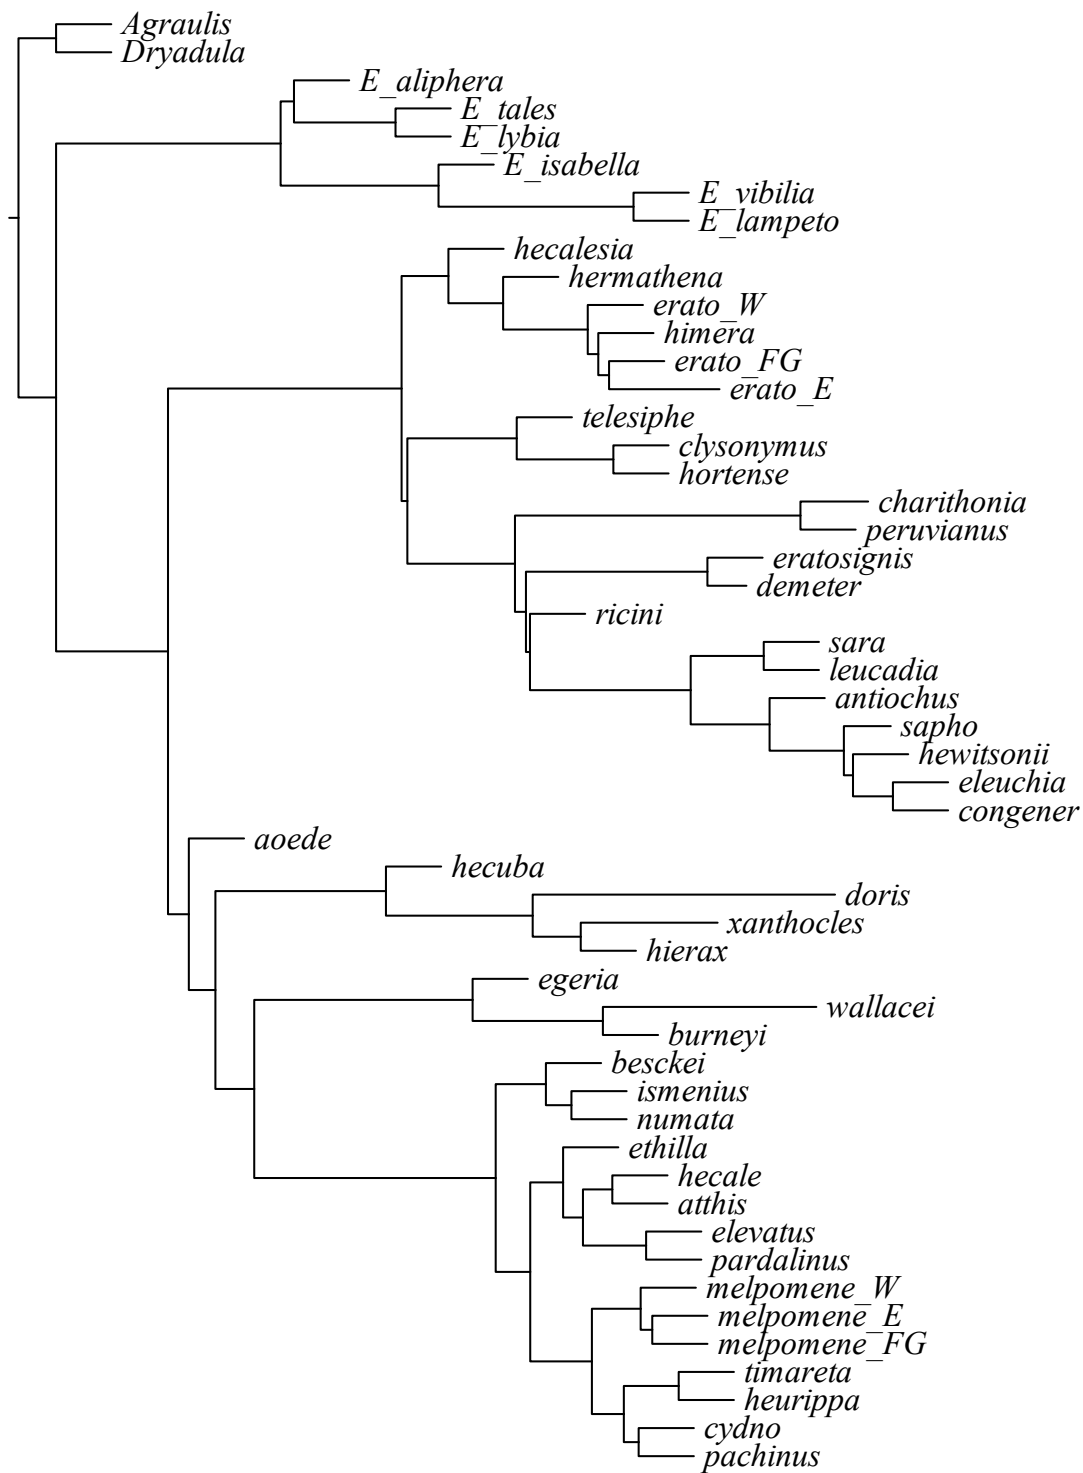 Agraulis
Dryadula
E_aliphera
E_tales
E_lybia
E_isabella
E_vibilia
E_lampeto
hecalesia
hermathena
erato_W
himera
erato_FG
erato_E
telesiphe
clysonymus
hortense
charithonia
peruvianus
eratosignis
demeter
ricini
sara
leucadia
antiochus
sapho
hewitsonii
eleuchia
congener
aoede
hecuba
doris
xanthocles
hierax
egeria
wallacei
burneyi
besckei
ismenius
numata
ethilla
hecale
atthis
elevatus
pardalinus
melpomene_W
melpomene_E
melpomene_FG
timareta
heurippa
cydno
pachinus